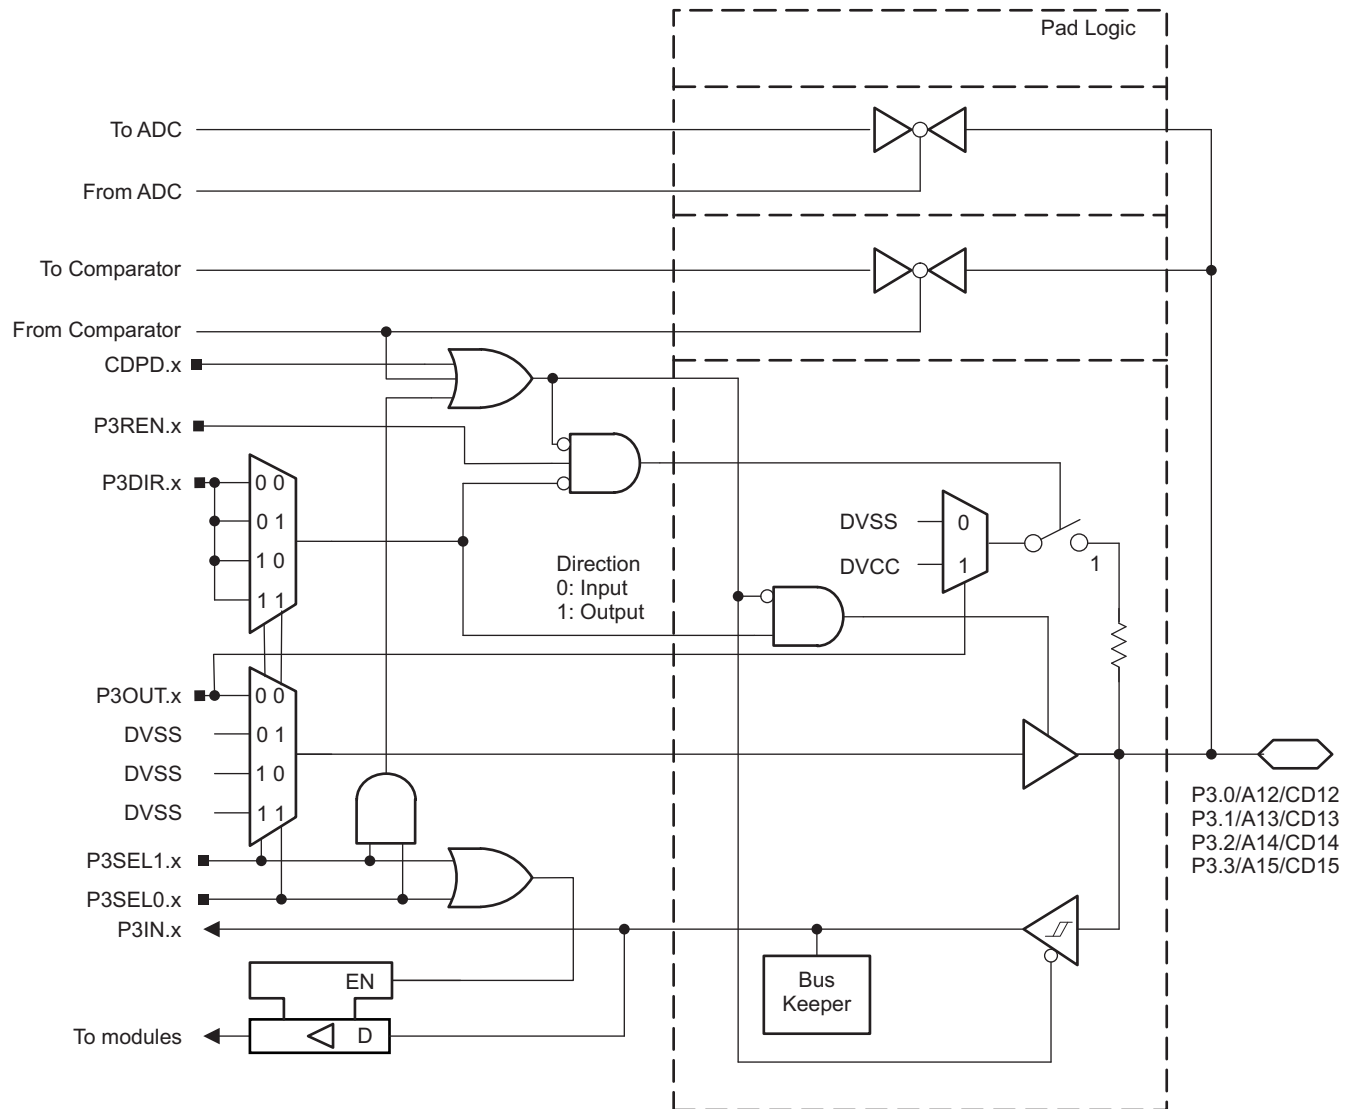 Pad Logic
To ADC
From ADC
To Comparator
From Comparator
CDPD.x
P3REN.x
P3DIR.x
0 0
0 1
1 0
1 1
Direction
0: Input
1: Output
DVSS
DVCC
0
1
1
P3OUT.x
DVSS
DVSS
DVSS
0 0
0 1
1 0
1 1
P3.0/A12/CD12
P3.1/A13/CD13
P3.2/A14/CD14
P3.3/A15/CD15
P3SEL1.x
P3SEL0.x
P3IN.x
Bus
Keeper
EN
D
To modules